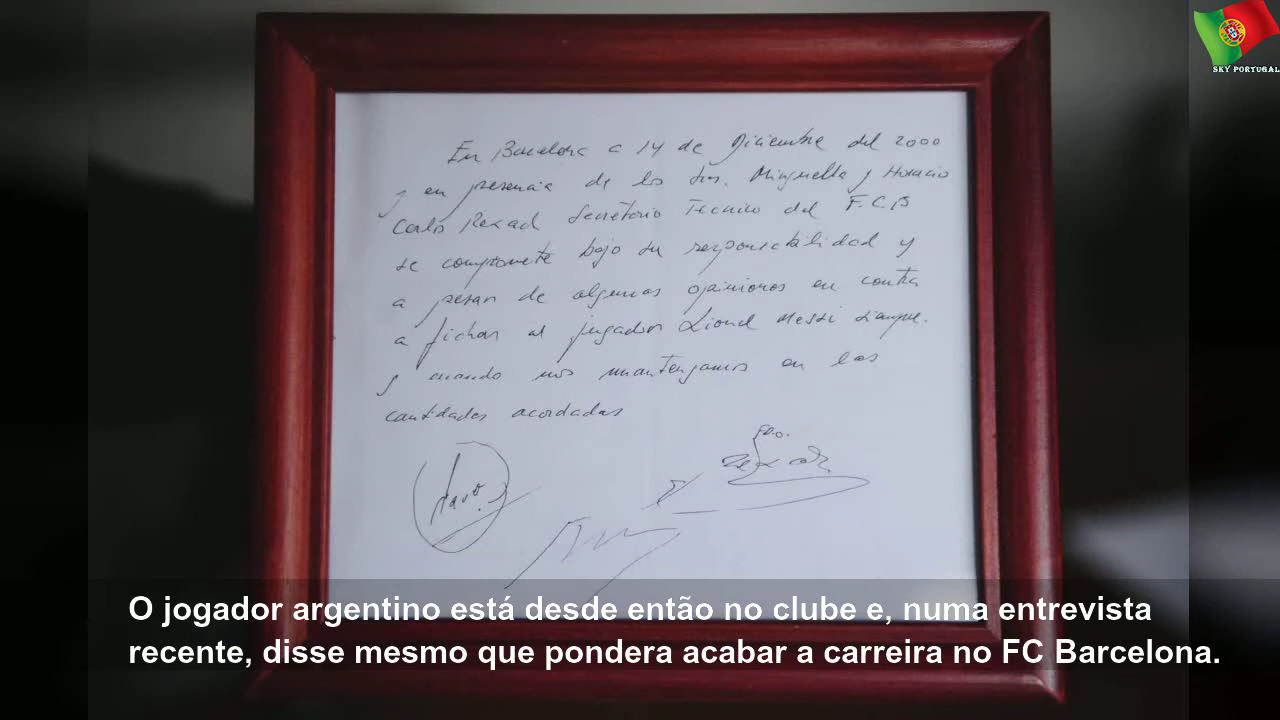 SKY PORTUGAL
En Barcelona a 14 de Diciembre del 2000
y en presencia de los Srs. Minguella y Horacio
Carlos Rexach Secretario Tecnico del F.C.B
se compromete bajo su responsabilidad y
a pesar de algunas opiniones en contra
a fichar al jugador Lionel Messi siempre.
y cuando nos mantengamos en las
cantidades acordadas
O jogador argentino está desde então no clube e, numa entrevista
recente, disse mesmo que pondera acabar a carreira no FC Barcelona.